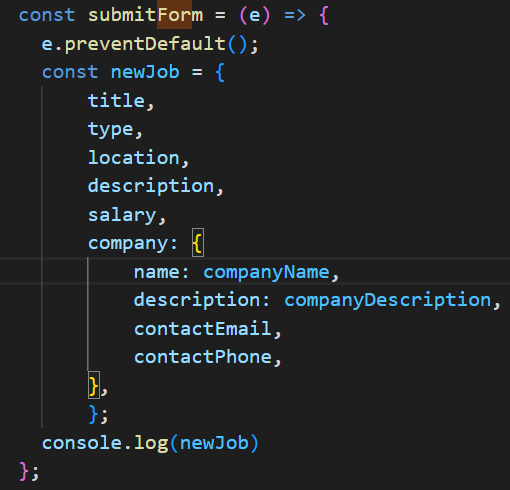 const submitForm = (e) => {
  e.preventDefault();
  const newJob = {
      title,
      type,
      location,
      description,
      salary,
      company: {
          name: companyName,
          description: companyDescription,
          contactEmail,
          contactPhone,
      },
      };
  console.log(newJob)
};